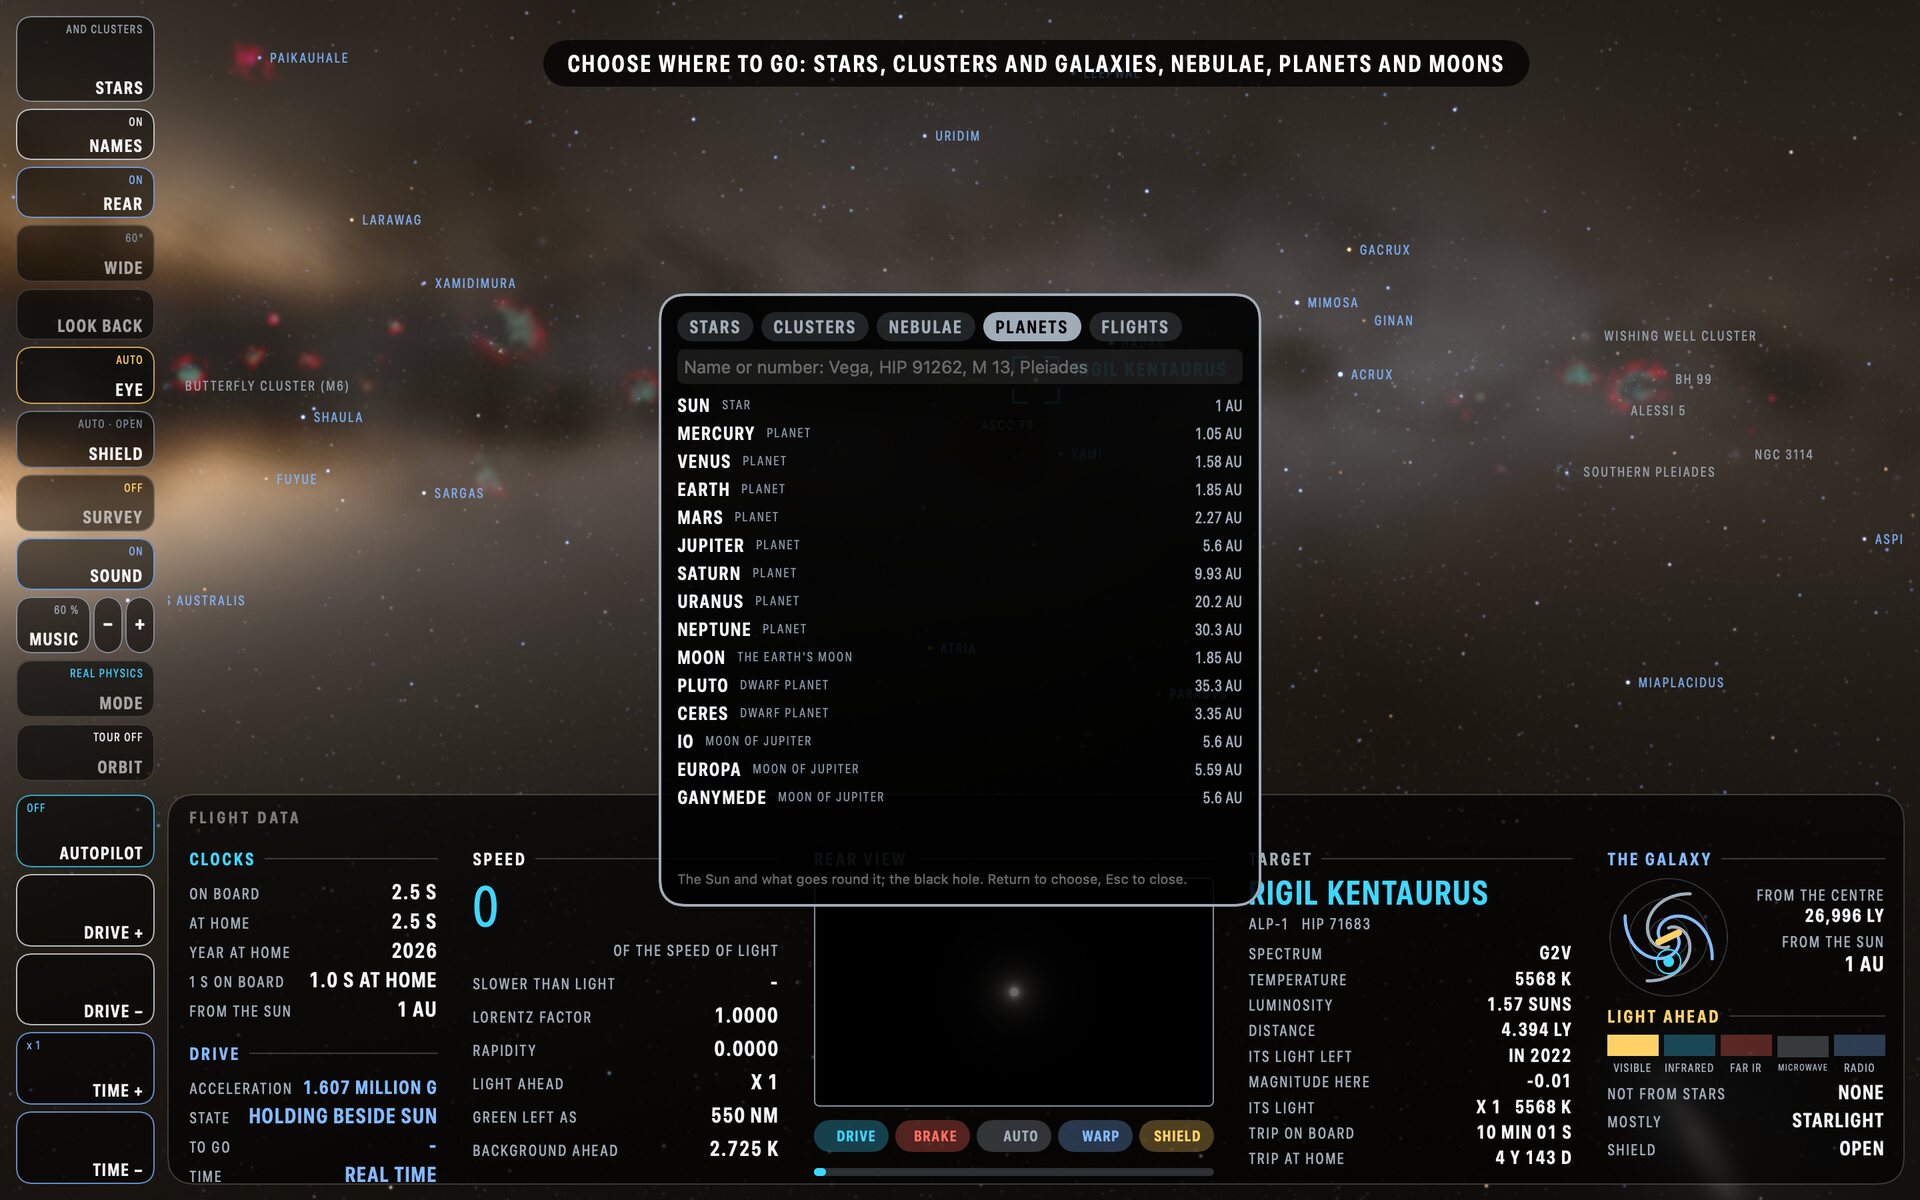 AND CLUSTERS
STARS
ON
NAMES
ON
REAR
60°
WIDE
LOOK BACK
AUTO
EYE
AUTO · OPEN
SHIELD
OFF
SURVEY
ON
SOUND
60 %
MUSIC
−
+
REAL PHYSICS
MODE
TOUR OFF
ORBIT
OFF
AUTOPILOT
DRIVE +
DRIVE −
x 1
TIME +
TIME −
CHOOSE WHERE TO GO: STARS, CLUSTERS AND GALAXIES, NEBULAE, PLANETS AND MOONS
PAIKAUHALE
URIDIM
LARAWAG
XAMIDIMURA
GACRUX
MIMOSA
GINAN
WISHING WELL CLUSTER
ACRUX
BH 99
BUTTERFLY CLUSTER (M6)
ALESSI 5
SHAULA
NGC 3114
SOUTHERN PLEIADES
FUYUE
SARGAS
ASPI
S AUSTRALIS
MIAPLACIDUS
STARS CLUSTERS NEBULAE PLANETS FLIGHTS
Name or number: Vega, HIP 91262, M 13, Pleiades
GIL KENTAURUS
ASCC 79
XAMI
ATRIA
SUN STAR 1 AU
MERCURY PLANET 1.05 AU
VENUS PLANET 1.58 AU
EARTH PLANET 1.85 AU
MARS PLANET 2.27 AU
JUPITER PLANET 5.6 AU
SATURN PLANET 9.93 AU
URANUS PLANET 20.2 AU
NEPTUNE PLANET 30.3 AU
MOON THE EARTH'S MOON 1.85 AU
PLUTO DWARF PLANET 35.3 AU
CERES DWARF PLANET 3.35 AU
IO MOON OF JUPITER 5.6 AU
EUROPA MOON OF JUPITER 5.59 AU
GANYMEDE MOON OF JUPITER 5.6 AU
The Sun and what goes round it; the black hole. Return to choose, Esc to close.
FLIGHT DATA
CLOCKS
ON BOARD 2.5 S
AT HOME 2.5 S
YEAR AT HOME 2026
1 S ON BOARD 1.0 S AT HOME
FROM THE SUN 1 AU
DRIVE
ACCELERATION 1.607 MILLION G
STATE HOLDING BESIDE SUN
TO GO -
TIME REAL TIME
SPEED
0
OF THE SPEED OF LIGHT
SLOWER THAN LIGHT -
LORENTZ FACTOR 1.0000
RAPIDITY 0.0000
LIGHT AHEAD X 1
GREEN LEFT AS 550 NM
BACKGROUND AHEAD 2.725 K
REAR VIEW
DRIVE BRAKE AUTO WARP SHIELD
TARGET
RIGIL KENTAURUS
ALP-1 HIP 71683
SPECTRUM G2V
TEMPERATURE 5568 K
LUMINOSITY 1.57 SUNS
DISTANCE 4.394 LY
ITS LIGHT LEFT IN 2022
MAGNITUDE HERE -0.01
ITS LIGHT X 1 5568 K
TRIP ON BOARD 10 MIN 01 S
TRIP AT HOME 4 Y 143 D
THE GALAXY
FROM THE CENTRE
26,996 LY
FROM THE SUN
1 AU
LIGHT AHEAD
VISIBLE INFRARED FAR IR MICROWAVE RADIO
NOT FROM STARS NONE
MOSTLY STARLIGHT
SHIELD OPEN